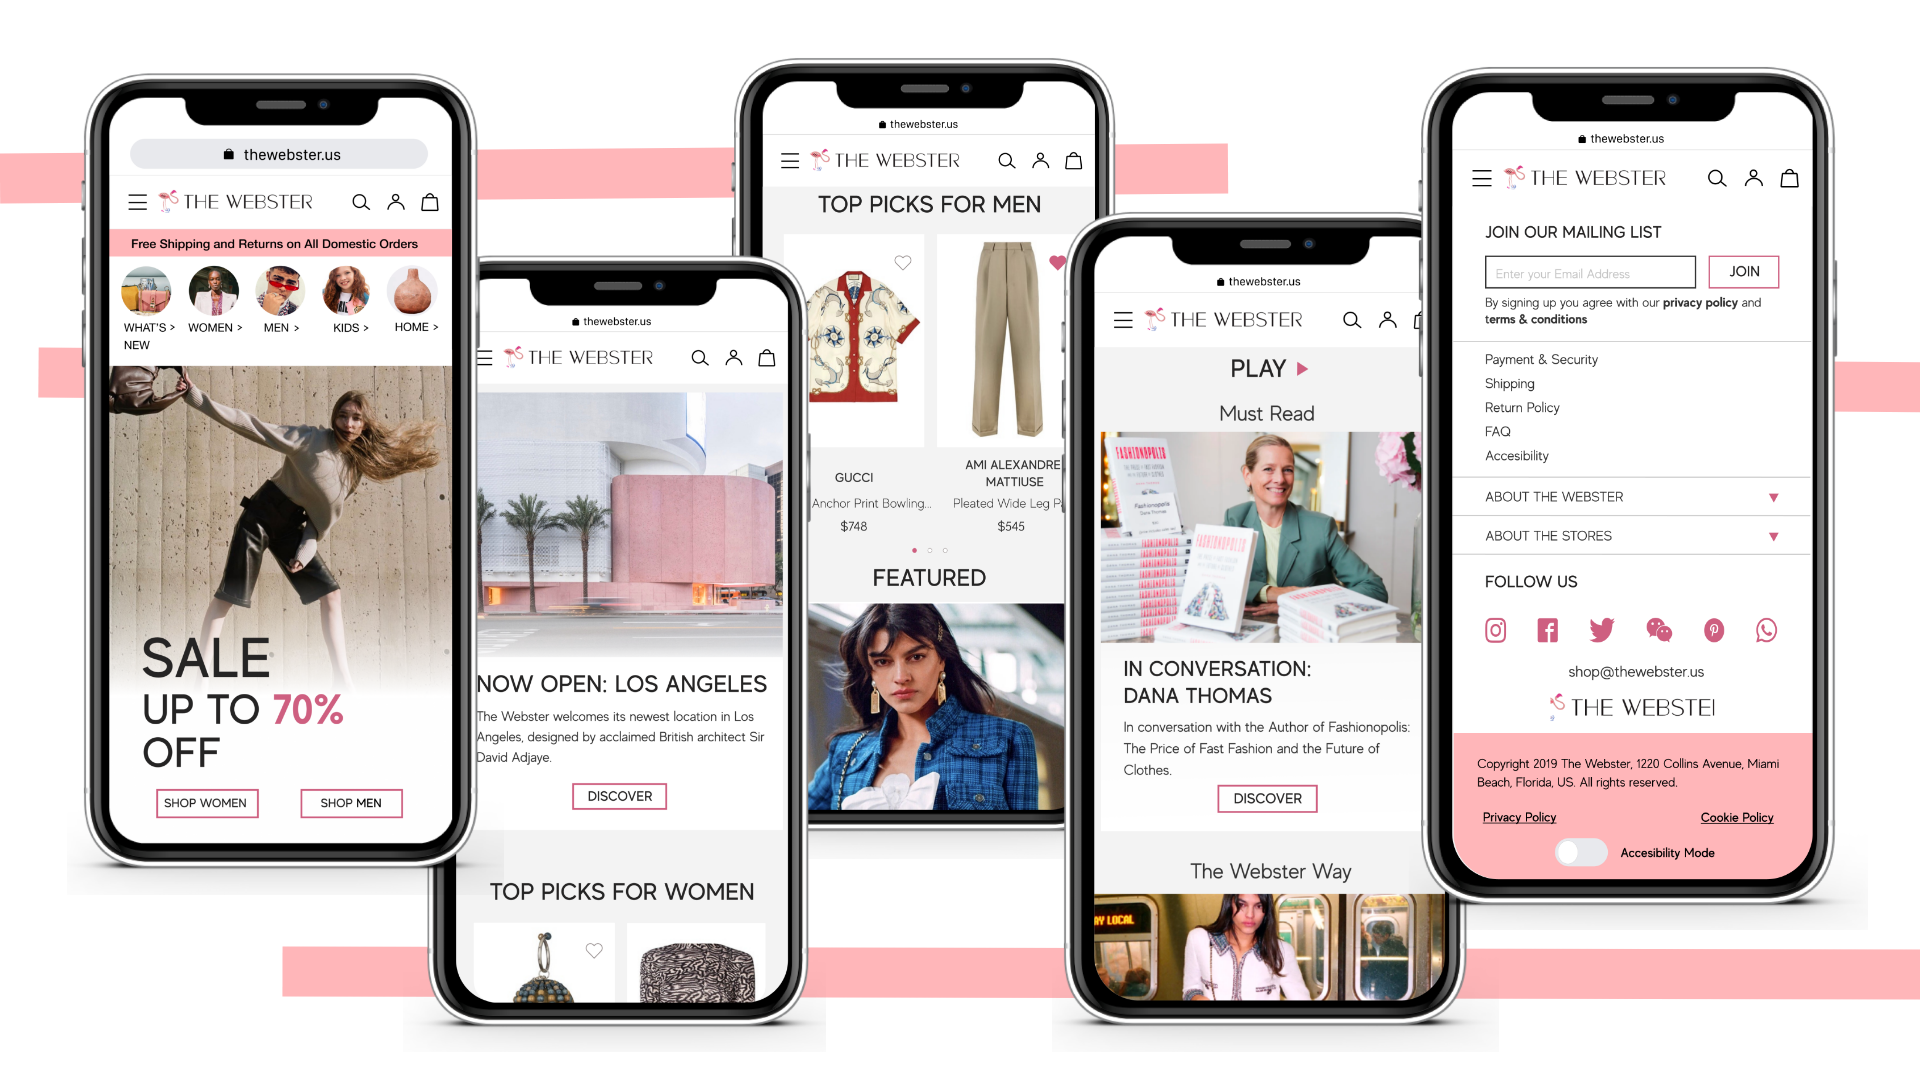 thewebster.us
THE WEBSTER
Free Shipping and Returns on All Domestic Orders
WHAT'S >
NEW
WOMEN >
MEN >
KIDS >
HOME >
SALE
UP TO 70%
OFF
SHOP WOMEN
SHOP MEN
thewebster.us
THE WEBSTER
NOW OPEN: LOS ANGELES
The Webster welcomes its newest location in Los
Angeles, designed by acclaimed British architect Sir
David Adjaye.
DISCOVER
TOP PICKS FOR WOMEN
thewebster.us
THE WEBSTER
TOP PICKS FOR MEN
GUCCI
Anchor Print Bowling...
$748
AMI ALEXANDRE
MATTIUSE
Pleated Wide Leg P
$545
FEATURED
thewebster.us
THE WEBSTER
PLAY
Must Read
FASHIONOPOLIS
Fashionopolis
Dana Thomas
FASHIONOPOLIS
IN CONVERSATION:
DANA THOMAS
In conversation with the Author of Fashionopolis:
The Price of Fast Fashion and the Future of
Clothes.
DISCOVER
The Webster Way
AY LOCAL
thewebster.us
THE WEBSTER
JOIN OUR MAILING LIST
Enter your Email Address
JOIN
By signing up you agree with our privacy policy and
terms & conditions
Payment & Security
Shipping
Return Policy
FAQ
Accesibility
ABOUT THE WEBSTER
ABOUT THE STORES
FOLLOW US
shop@thewebster.us
THE WEBSTEI
Copyright 2019 The Webster, 1220 Collins Avenue, Miami
Beach, Florida, US. All rights reserved.
Privacy Policy
Cookie Policy
Accesibility Mode